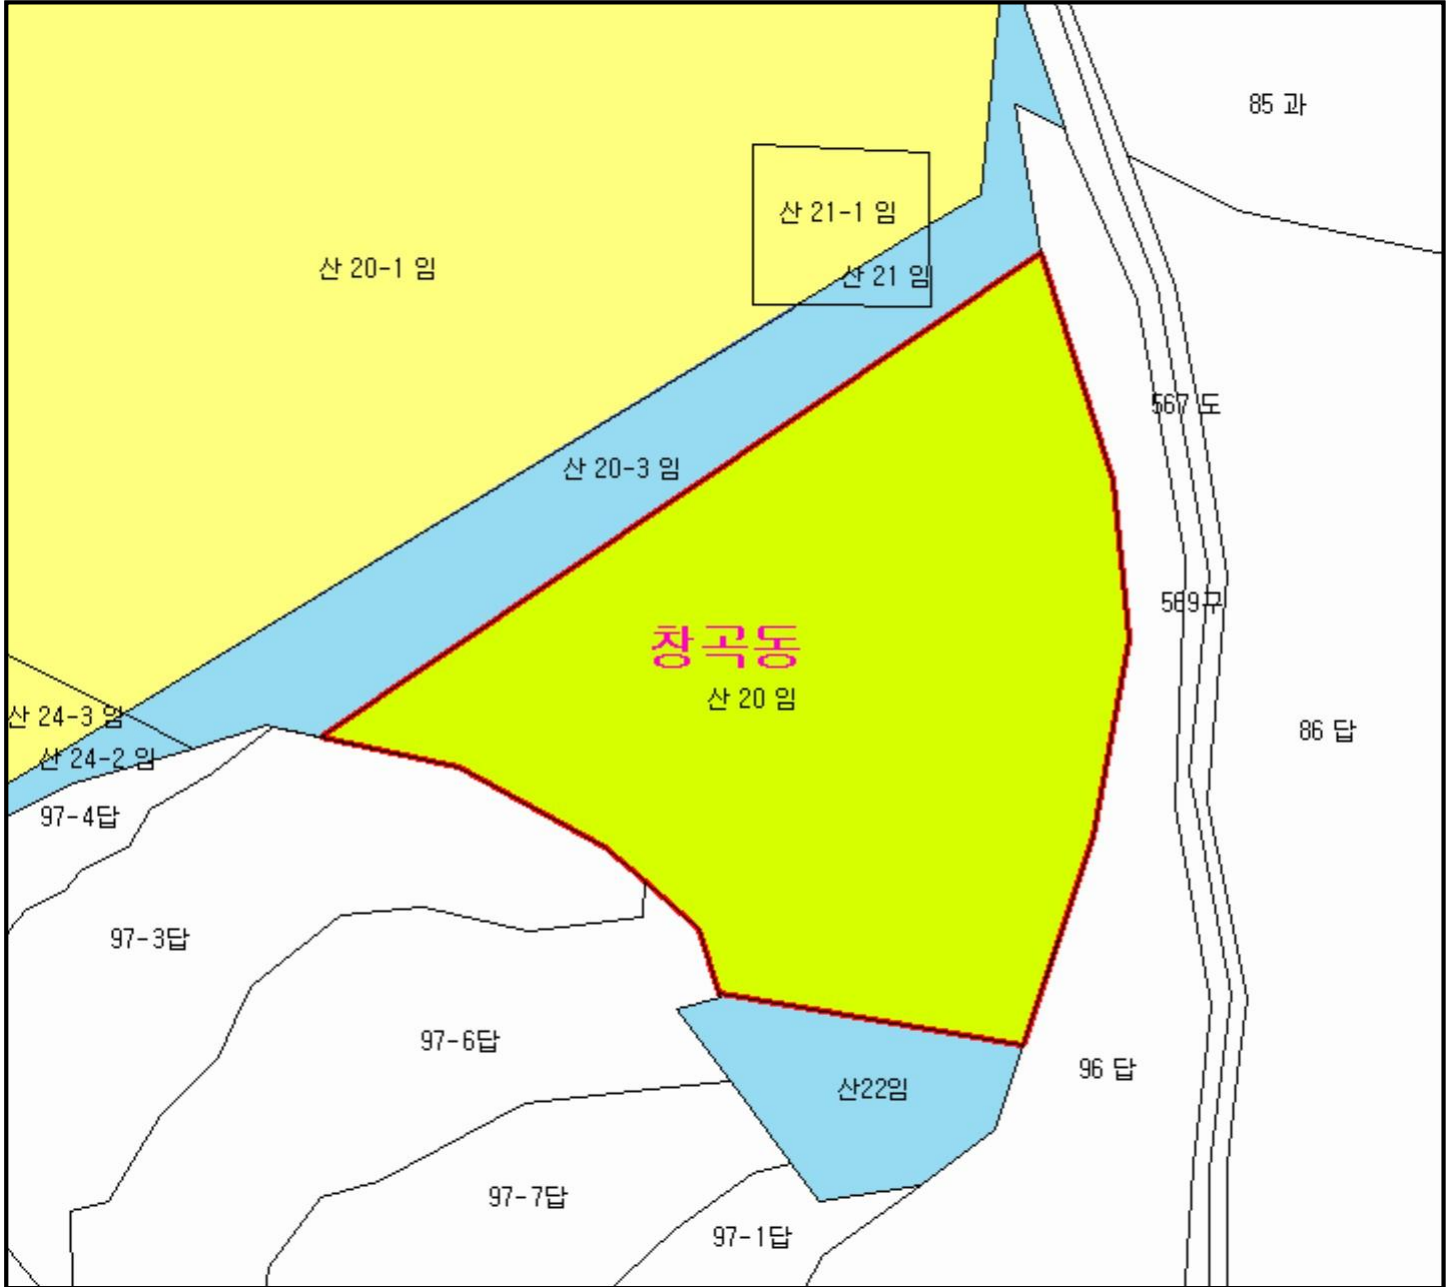 85 과
산 21-1 임
산 20-1 임
산 21 임
567 도
산 20-3 임
569구
창곡동
산 20 임
산 24-3 임
86 답
산 24-2 임
97-4답
97-3답
97-6답
96 답
산22임
97-7답
97-1답